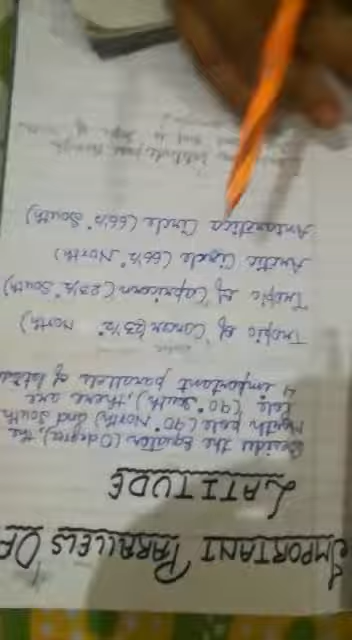 IMPORTANT PARALLELS OF
LATITUDE
Besides the equator (0 degree), the
North pole (90° North) and South
Pole (90° South), there are
4 important parallels of latitude
Tropic of Cancer (23½° North)
Tropic of Capricorn (23½° South)
Arctic Circle (66½° North)
Antarctica Circle (66½° South)